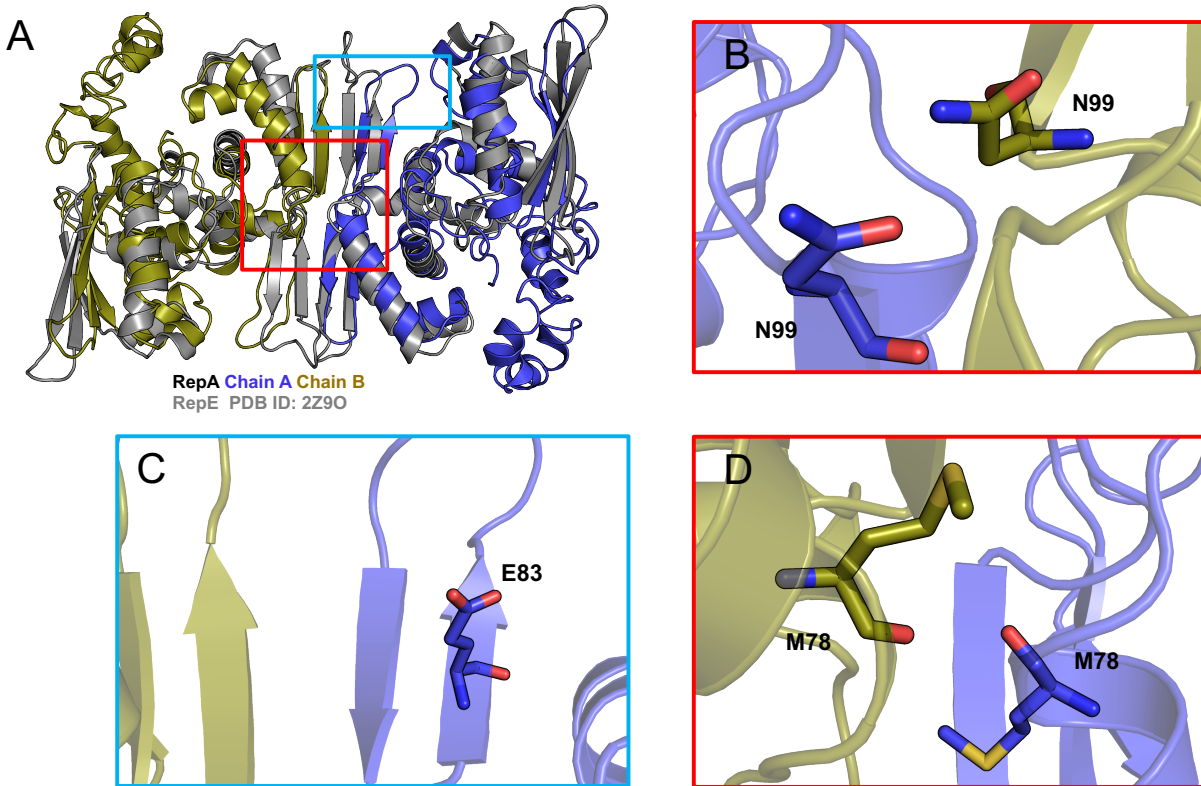 A
RepA Chain A Chain B
RepE PDB ID: 2Z9O
B
N99
N99
C
E83
D
M78
M78